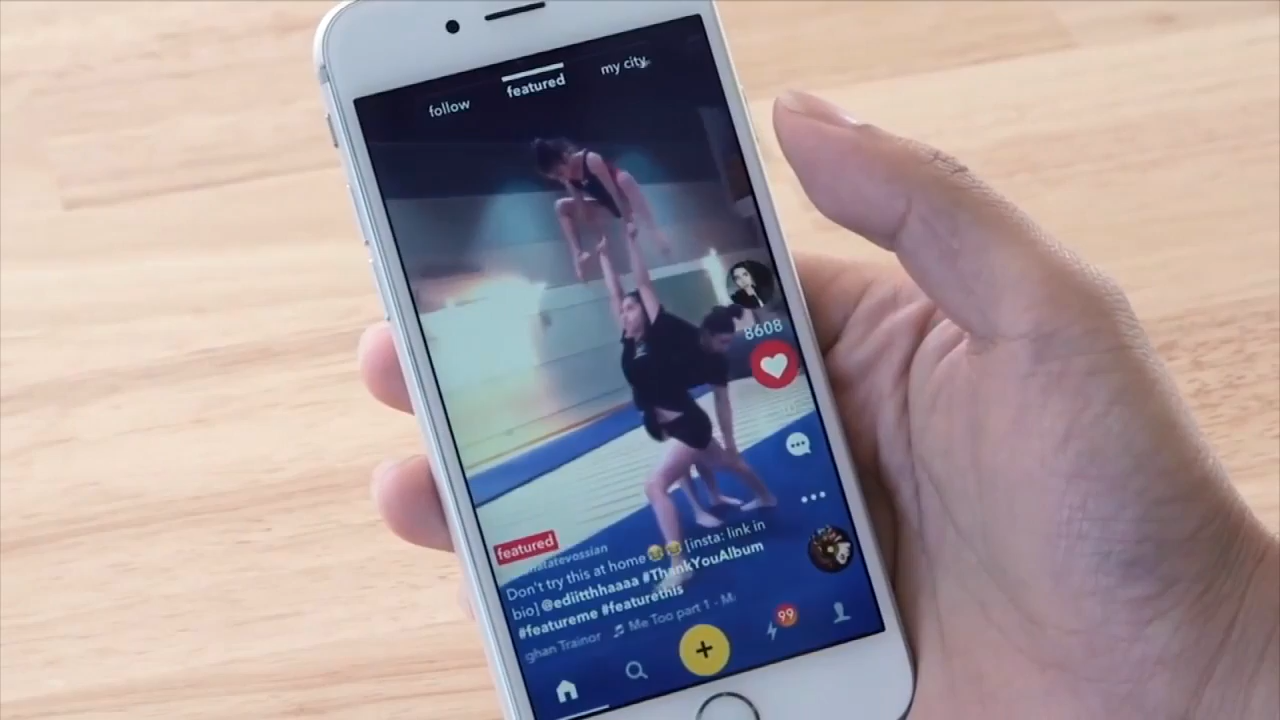 follow
featured
my city
8608
featured
Don't try this at home 😂😂 [insta: link in
bio] @ediitthhaaaa #ThankYouAlbum
#featureme #featurethis
ghan Trainor 🎵 Me Too part 1 - M
99